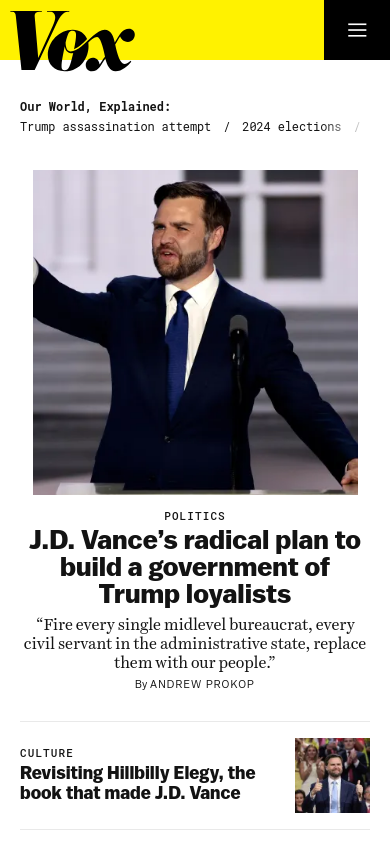 Vox
Our World, Explained:
Trump assassination attempt / 2024 elections /
POLITICS
J.D. Vance’s radical plan to
build a government of
Trump loyalists
“Fire every single midlevel bureaucrat, every
civil servant in the administrative state, replace
them with our people.”
By ANDREW PROKOP
CULTURE
Revisiting Hillbilly Elegy, the
book that made J.D. Vance